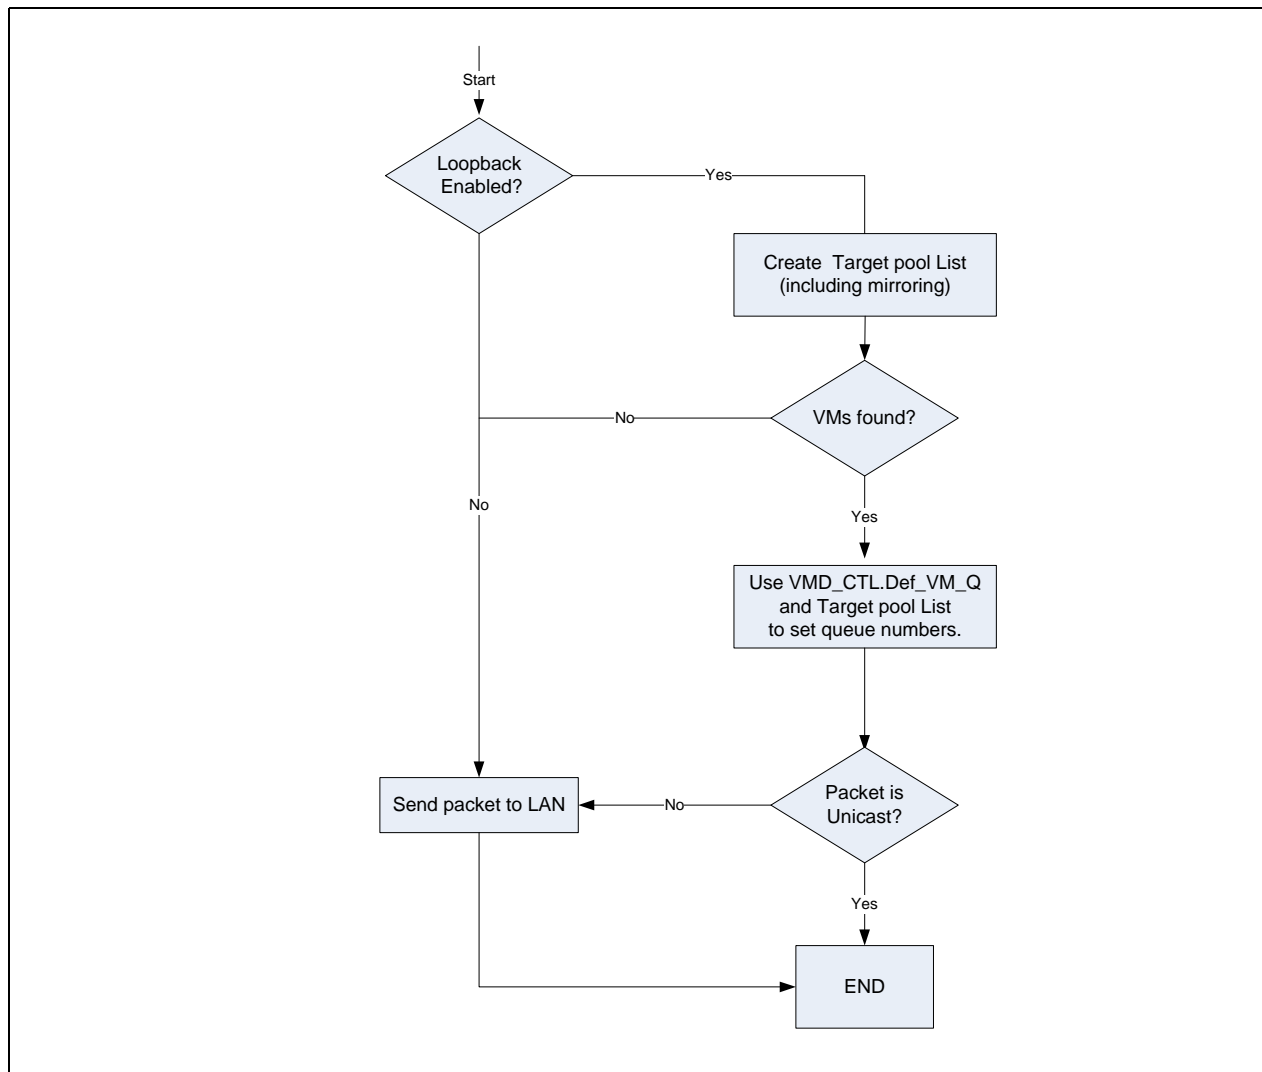 Start
Loopback
Enabled?
Yes
Create Target pool List
(including mirroring)
VMs found?
No
No
Yes
Use VMD_CTL.Def_VM_Q
and Target pool List
to set queue numbers.
Packet is
Unicast?
No
Send packet to LAN
Yes
END